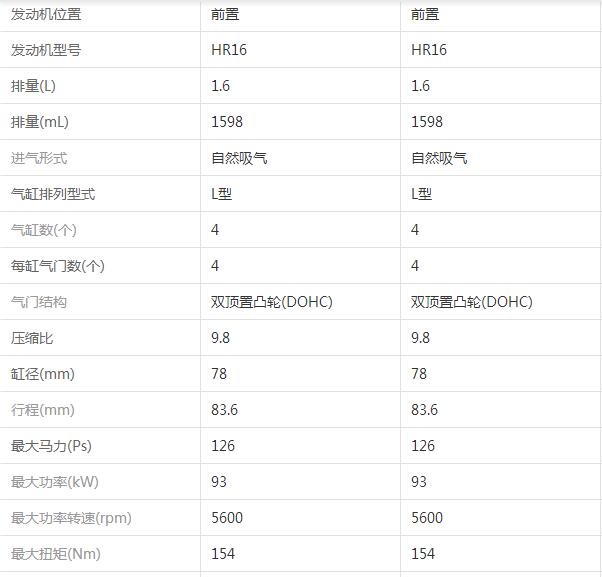 发动机位置 前置 前置
发动机型号 HR16 HR16
排量(L) 1.6 1.6
排量(mL) 1598 1598
进气形式 自然吸气 自然吸气
气缸排列型式 L型 L型
气缸数(个) 4 4
每缸气门数(个) 4 4
气门结构 双顶置凸轮(DOHC) 双顶置凸轮(DOHC)
压缩比 9.8 9.8
缸径(mm) 78 78
行程(mm) 83.6 83.6
最大马力(Ps) 126 126
最大功率(kW) 93 93
最大功率转速(rpm) 5600 5600
最大扭矩(Nm) 154 154